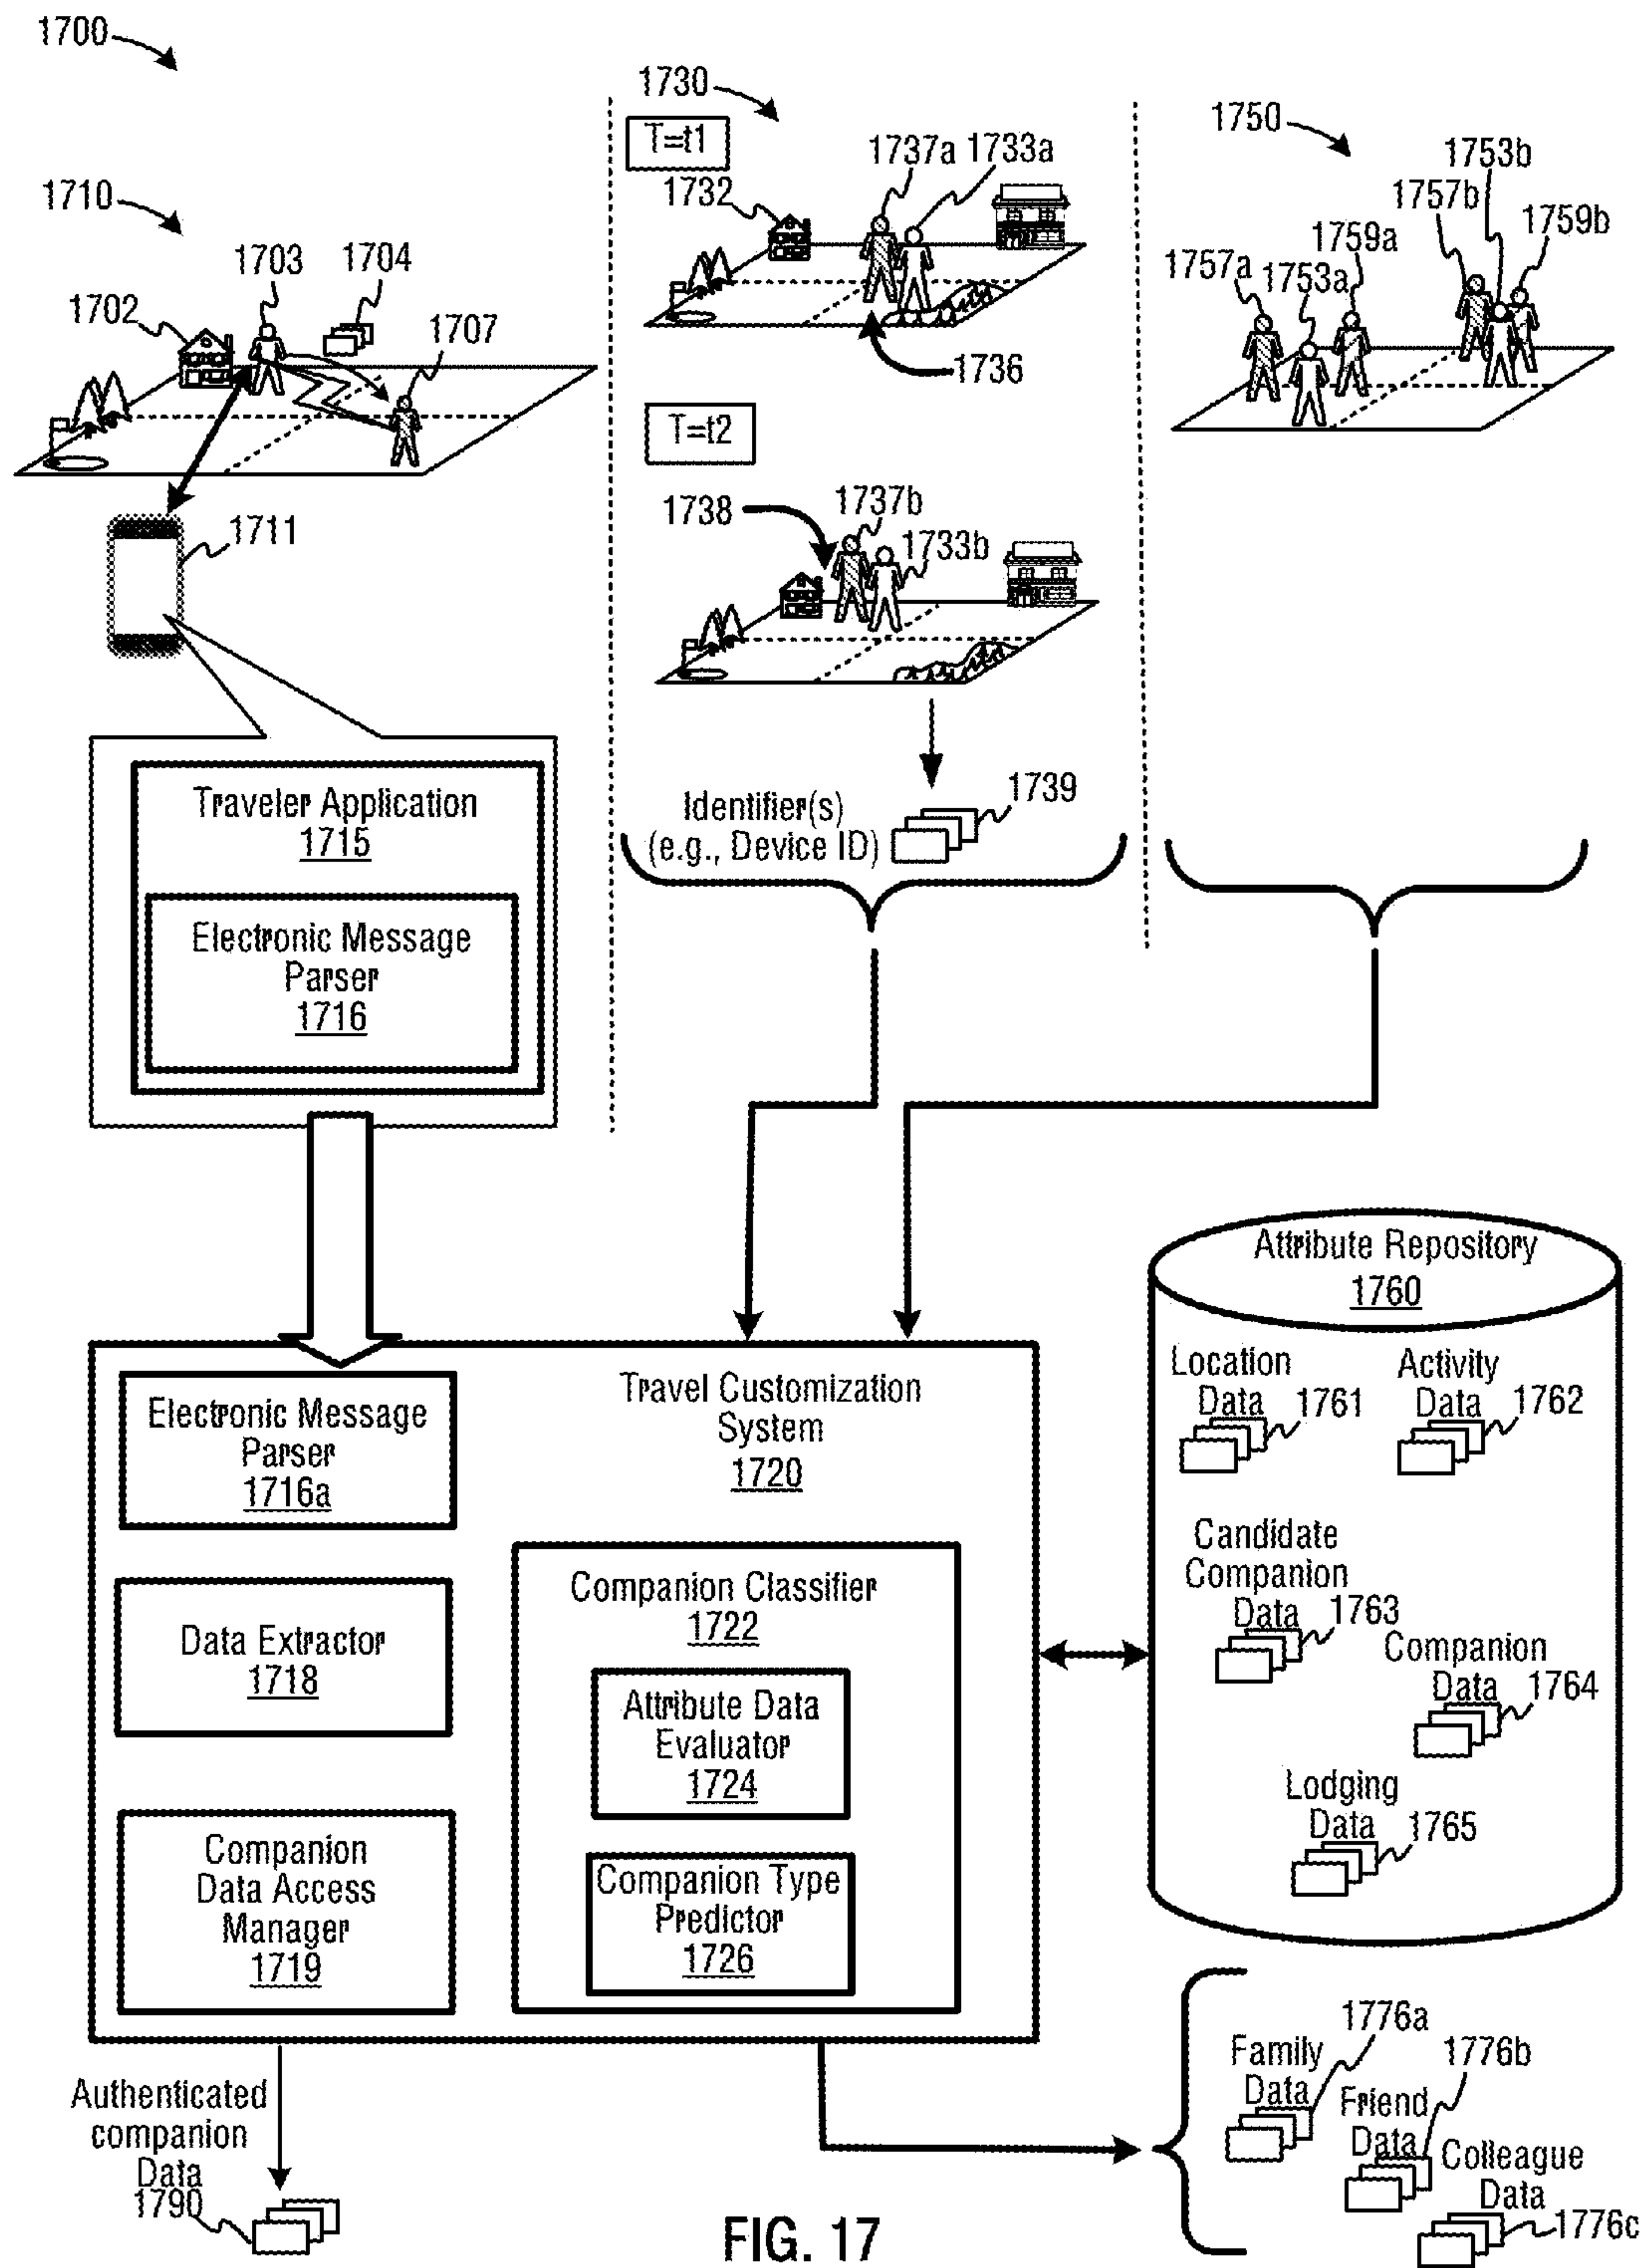 1700
1710
1703
1704
1702
1707
1711
Traveler Application
1715
Electronic Message
Parser
1716
1730
T=t1
1737a
1733a
1732
1736
T=t2
1738
1737b
1733b
Identifier(s)
(e.g., Device ID)
1739
1750
1753b
1757b
1759b
1759a
1757a
1753a
Electronic Message
Parser
1716a
Travel Customization
System
1720
Data Extractor
1718
Companion
Data Access
Manager
1719
Companion Classifier
1722
Attribute Data
Evaluator
1724
Companion Type
Predictor
1726
Attribute Repository
1760
Location
Data
1761
Activity
Data
1762
Candidate
Companion
Data
1763
Companion
Data
1764
Lodging
Data
1765
Authenticated
companion
Data
1790
Family
Data
1776a
Friend
Data
1776b
Colleague
Data
1776c
FIG. 17